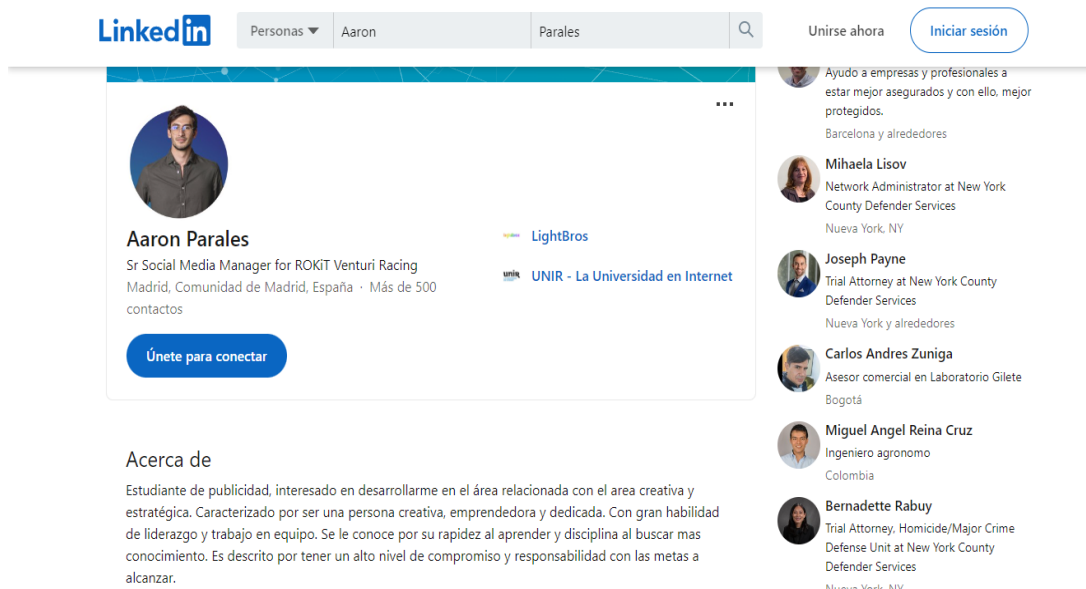 Linked in
Personas
Aaron
Parales
Unirse ahora
Iniciar sesión
Aaron Parales
Sr Social Media Manager for ROKiT Venturi Racing
Madrid, Comunidad de Madrid, España · Más de 500
contactos
Únete para conectar
LightBros
unir UNIR - La Universidad en Internet
Acerca de
Estudiante de publicidad, interesado en desarrollarme en el área relacionada con el area creativa y
estratégica. Caracterizado por ser una persona creativa, emprendedora y dedicada. Con gran habilidad
de liderazgo y trabajo en equipo. Se le conoce por su rapidez al aprender y disciplina al buscar mas
conocimiento. Es descrito por tener un alto nivel de compromiso y responsabilidad con las metas a
alcanzar.
Ayudo a empresas y profesionales a
estar mejor asegurados y con ello, mejor
protegidos.
Barcelona y alrededores
Mihaela Lisov
Network Administrator at New York
County Defender Services
Nueva York, NY
Joseph Payne
Trial Attorney at New York County
Defender Services
Nueva York y alrededores
Carlos Andres Zuniga
Asesor comercial en Laboratorio Gilete
Bogotá
Miguel Angel Reina Cruz
Ingeniero agronomo
Colombia
Bernadette Rabuy
Trial Attorney, Homicide/Major Crime
Defense Unit at New York County
Defender Services
Nueva York, NY